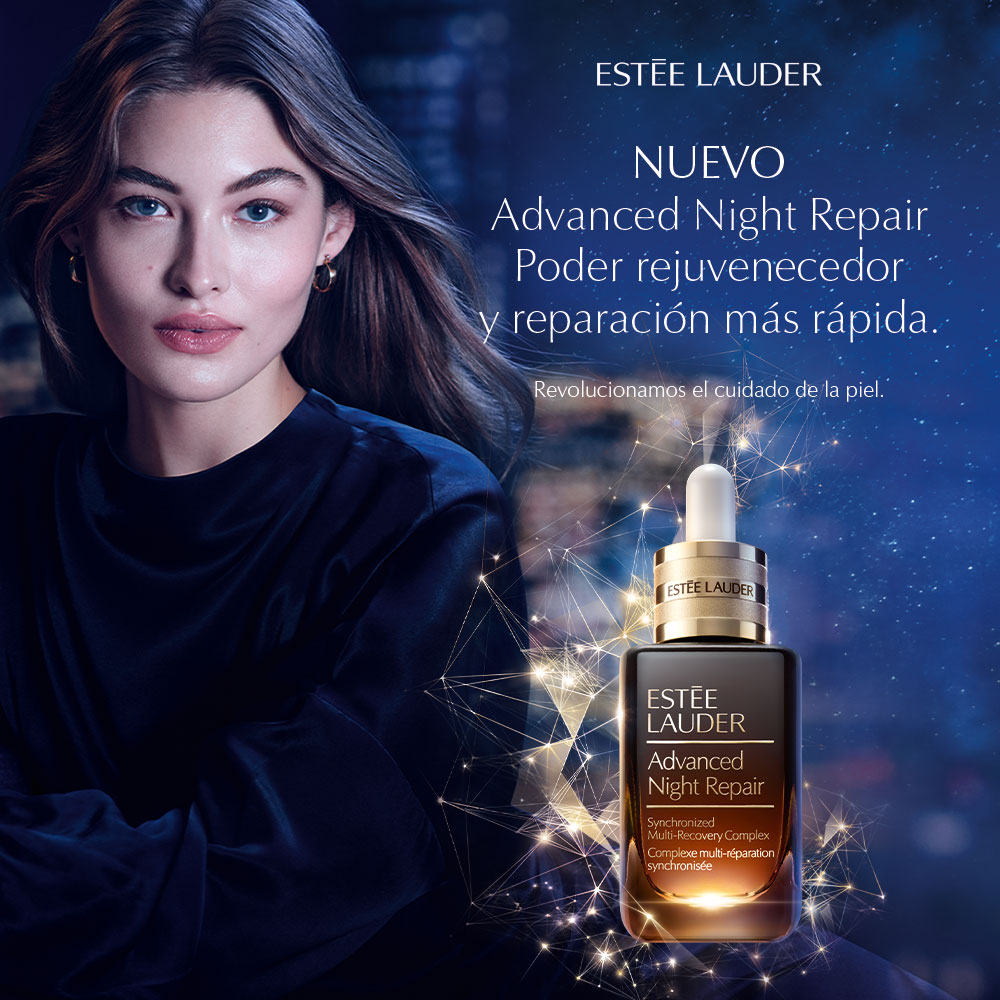 ESTĒE LAUDER
NUEVO
Advanced Night Repair
Poder rejuvenecedor
y reparación más rápida.
Revolucionamos el cuidado de la piel.
ESTĒE LAUDER
ESTĒE
LAUDER
Advanced
Night Repair
Synchronized
Multi-Recovery Complex
Complexe multi-réparation
synchronisée